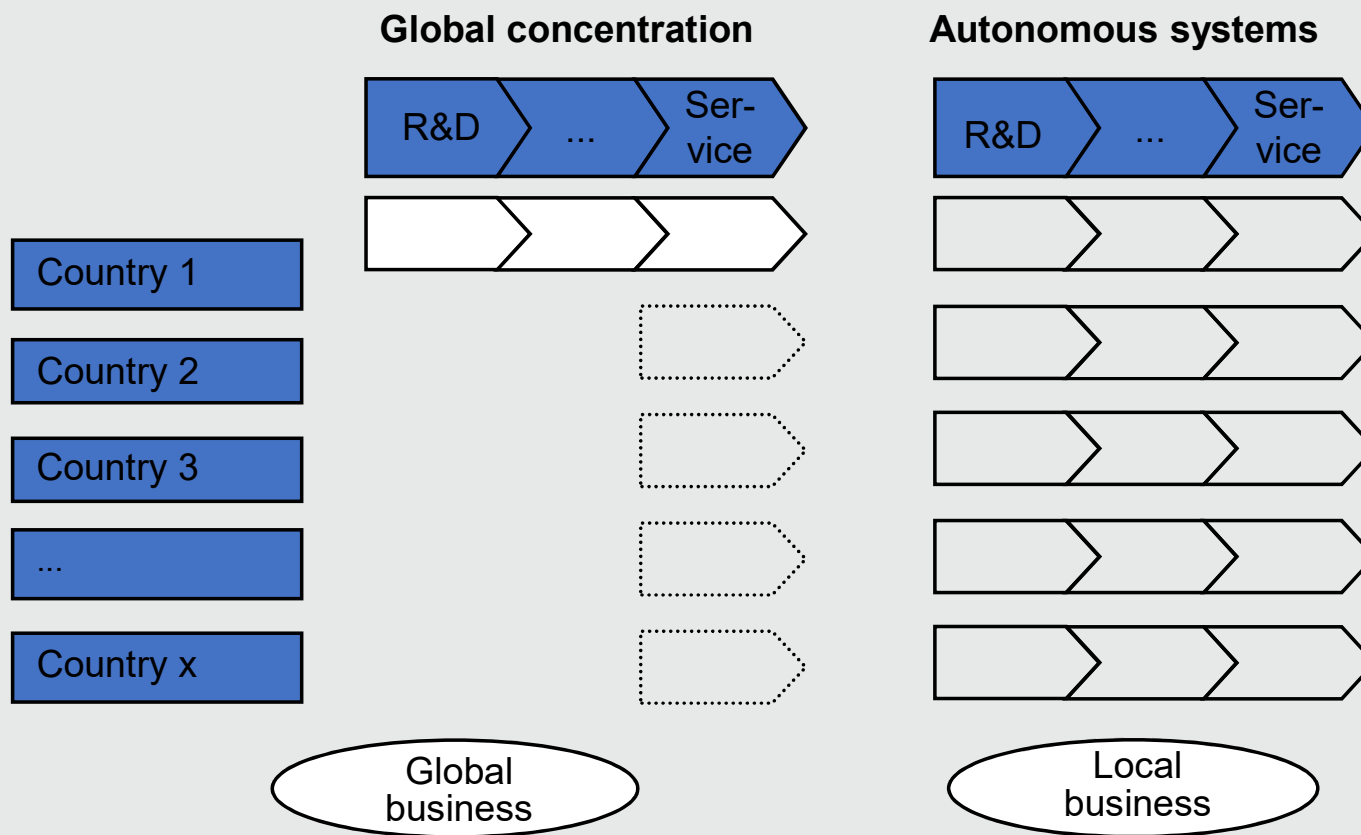 Global concentration
Autonomous systems
R&D
...
Ser-
vice
R&D
...
Ser-
vice
Country 1
Country 2
Country 3
...
Country x
Global
business
Local
business